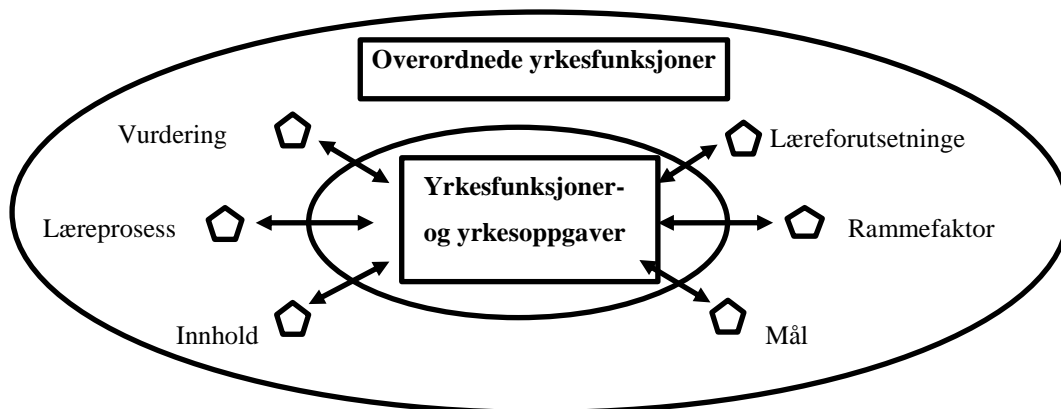 Overordnede yrkesfunksjoner
Vurdering
Læreforutsetninge
Yrkesfunksjoner-
og yrkesoppgaver
Læreprosess
Rammefaktor
Innhold
Mål